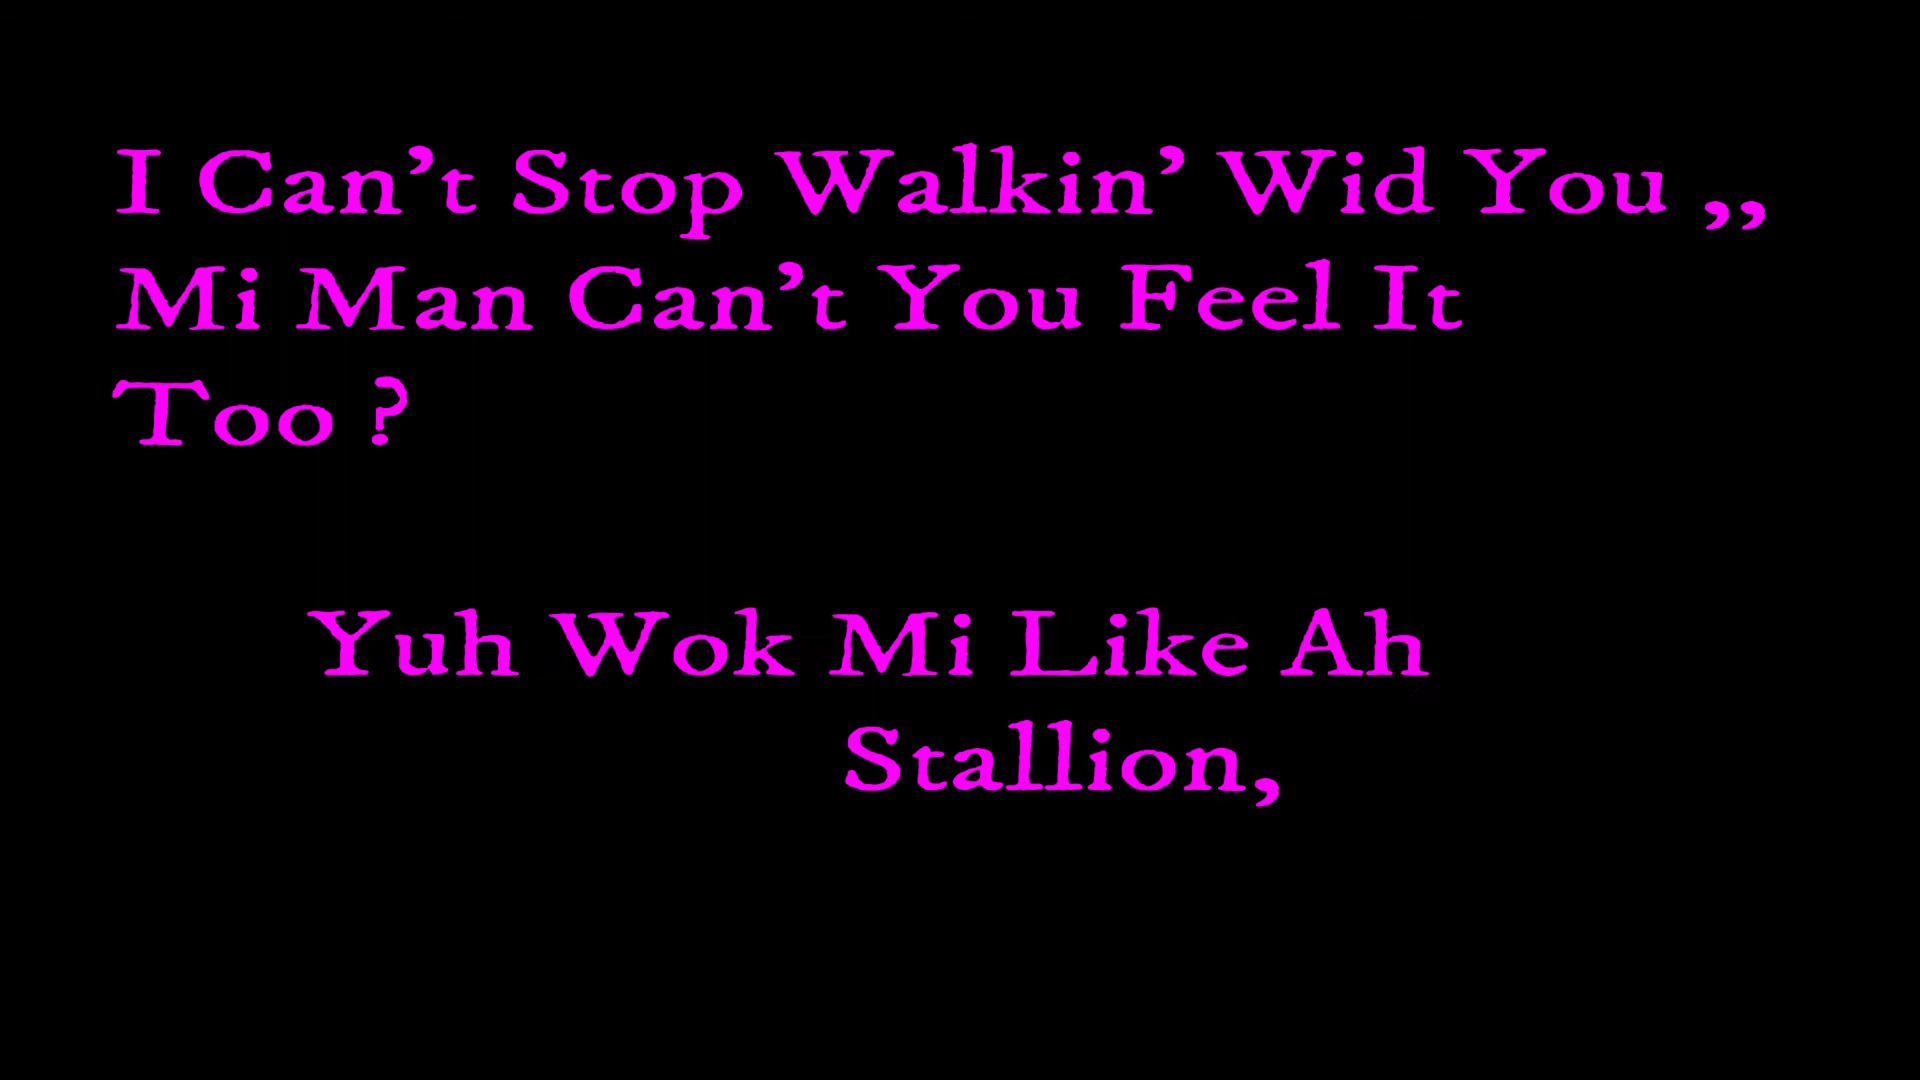 I Can’t Stop Walkin’ Wid You ,,
Mi Man Can’t You Feel It
Too ?
Yuh Wok Mi Like Ah
Stallion,